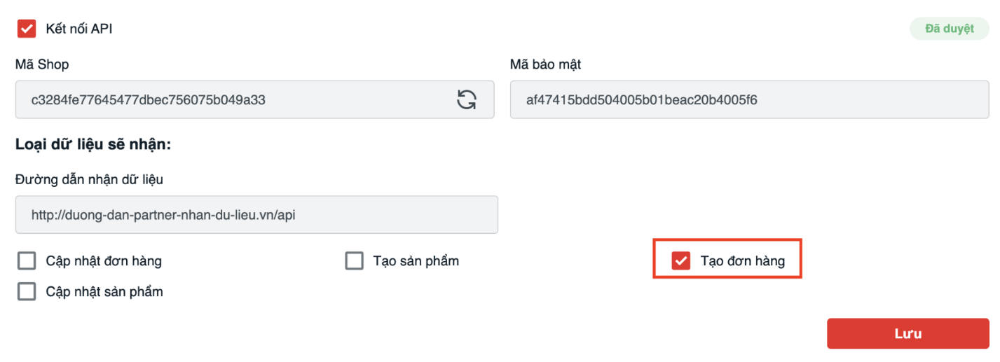 Kết nối API
Đã duyệt
Mã Shop
Mã bảo mật
c3284fe77645477dbec756075b049a33
af47415bdd504005b01beac20b4005f6
Loại dữ liệu sẽ nhận:
Đường dẫn nhận dữ liệu
http://duong-dan-partner-nhan-du-lieu.vn/api
Cập nhật đơn hàng
Tạo sản phẩm
Tạo đơn hàng
Cập nhật sản phẩm
Lưu